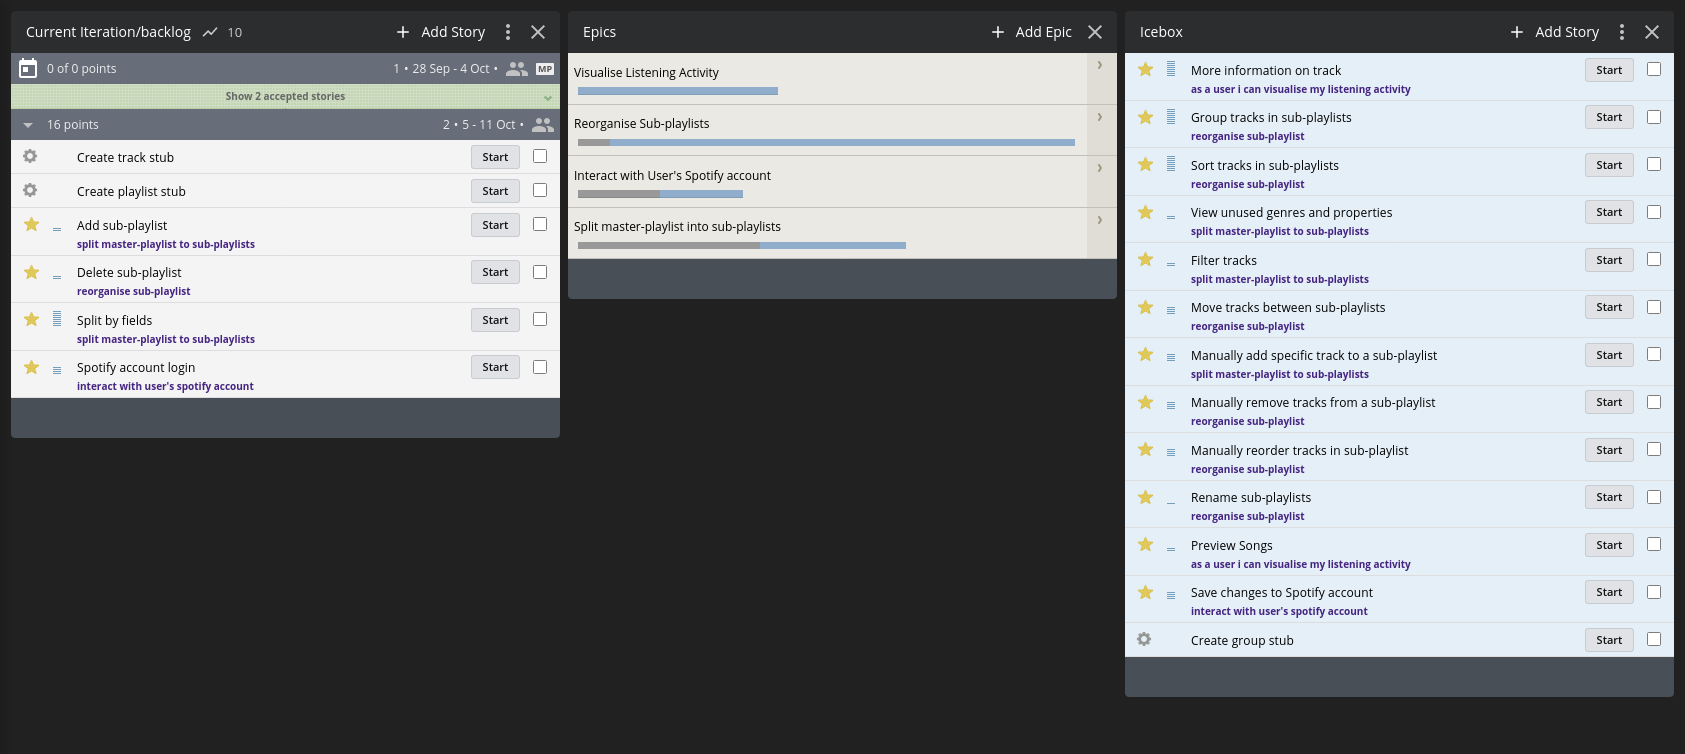 Current Iteration/backlog 10 + Add Story
0 of 0 points 1 • 28 Sep - 4 Oct • MP
Show 2 accepted stories
16 points 2 • 5 - 11 Oct •
Create track stub Start
Create playlist stub Start
Add sub-playlist Start
split master-playlist to sub-playlists
Delete sub-playlist Start
reorganise sub-playlist
Split by fields Start
split master-playlist to sub-playlists
Spotify account login Start
interact with user's spotify account
Epics + Add Epic
Visualise Listening Activity
Reorganise Sub-playlists
Interact with User's Spotify account
Split master-playlist into sub-playlists
Icebox + Add Story
More information on track Start
as a user i can visualise my listening activity
Group tracks in sub-playlists Start
reorganise sub-playlist
Sort tracks in sub-playlists Start
reorganise sub-playlist
View unused genres and properties Start
split master-playlist to sub-playlists
Filter tracks Start
split master-playlist to sub-playlists
Move tracks between sub-playlists Start
reorganise sub-playlist
Manually add specific track to a sub-playlist Start
split master-playlist to sub-playlists
Manually remove tracks from a sub-playlist Start
reorganise sub-playlist
Manually reorder tracks in sub-playlist Start
reorganise sub-playlist
Rename sub-playlists Start
reorganise sub-playlist
Preview Songs Start
as a user i can visualise my listening activity
Save changes to Spotify account Start
interact with user's spotify account
Create group stub Start